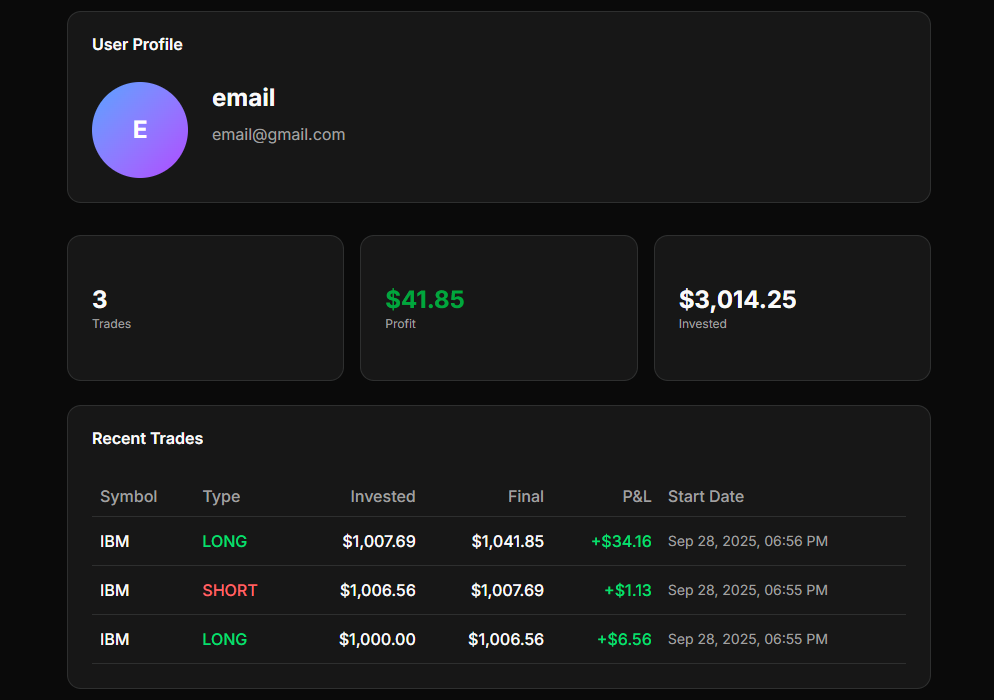 User Profile
E
email
email@gmail.com
3
Trades
$41.85
Profit
$3,014.25
Invested
Recent Trades
Symbol Type Invested Final P&L Start Date
IBM LONG $1,007.69 $1,041.85 +$34.16 Sep 28, 2025, 06:56 PM
IBM SHORT $1,006.56 $1,007.69 +$1.13 Sep 28, 2025, 06:55 PM
IBM LONG $1,000.00 $1,006.56 +$6.56 Sep 28, 2025, 06:55 PM